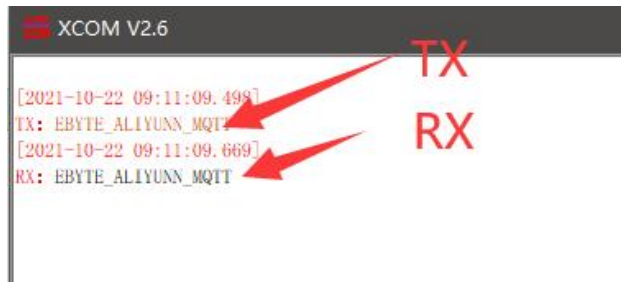 XCOM V2.6
TX
[2021-10-22 09:11:09.498]
TX: EBYTE_ALIYUNN_MQTT
[2021-10-22 09:11:09.669]
RX
RX: EBYTE_ALIYUNN_MQTT